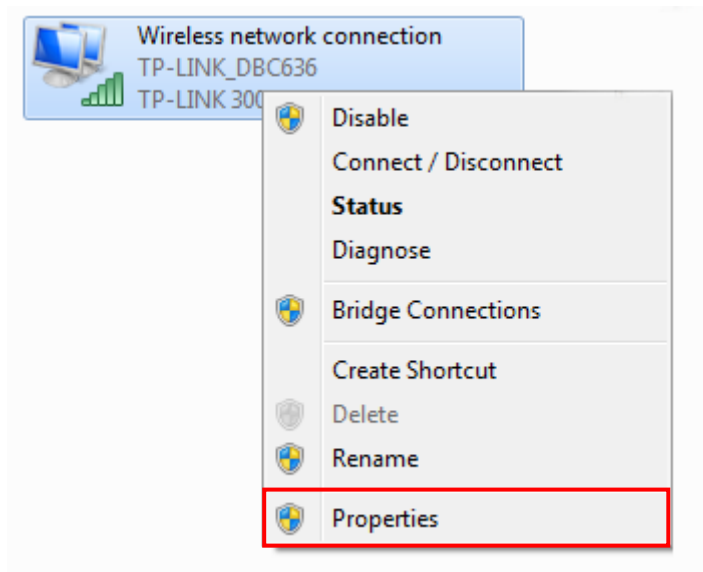 Wireless network connection
TP-LINK_DBC636
TP-LINK 300
Disable
Connect / Disconnect
Status
Diagnose
Bridge Connections
Create Shortcut
Delete
Rename
Properties